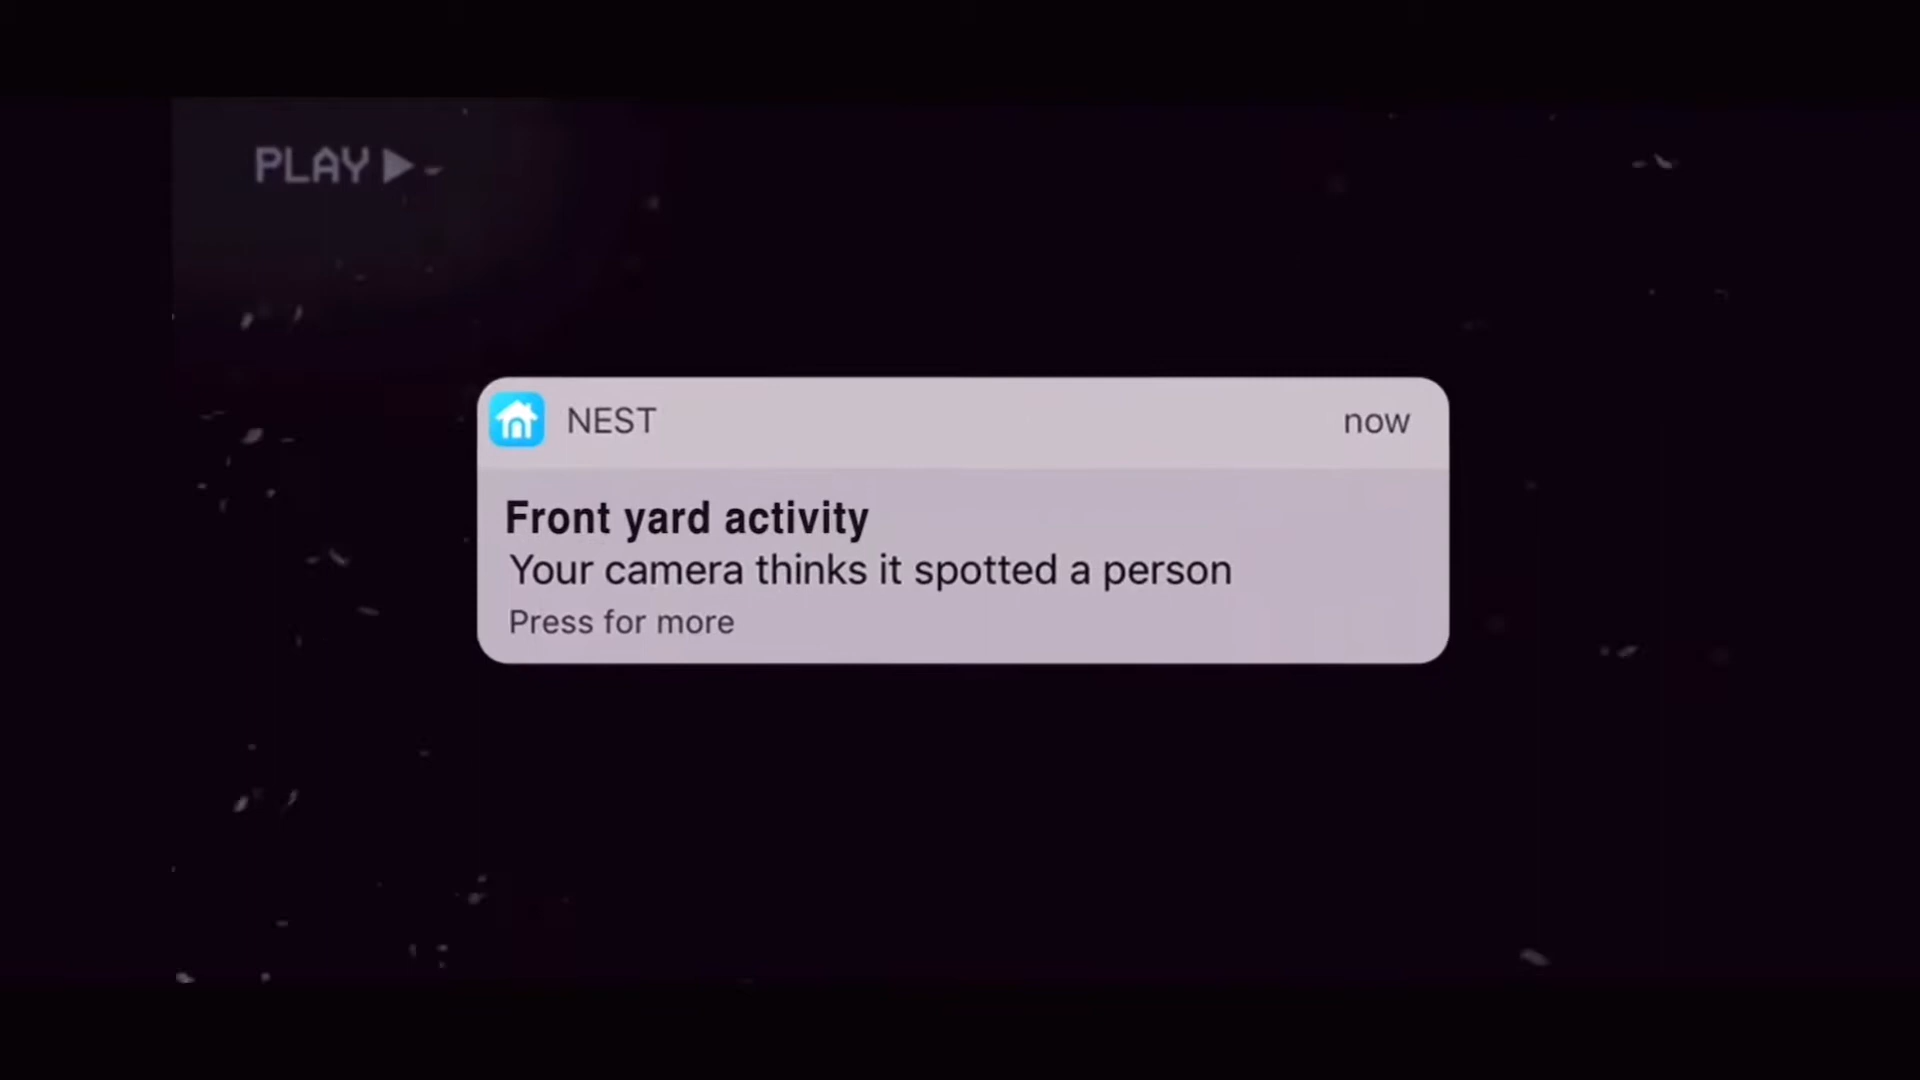 PLAY
NEST now
Front yard activity
Your camera thinks it spotted a person
Press for more